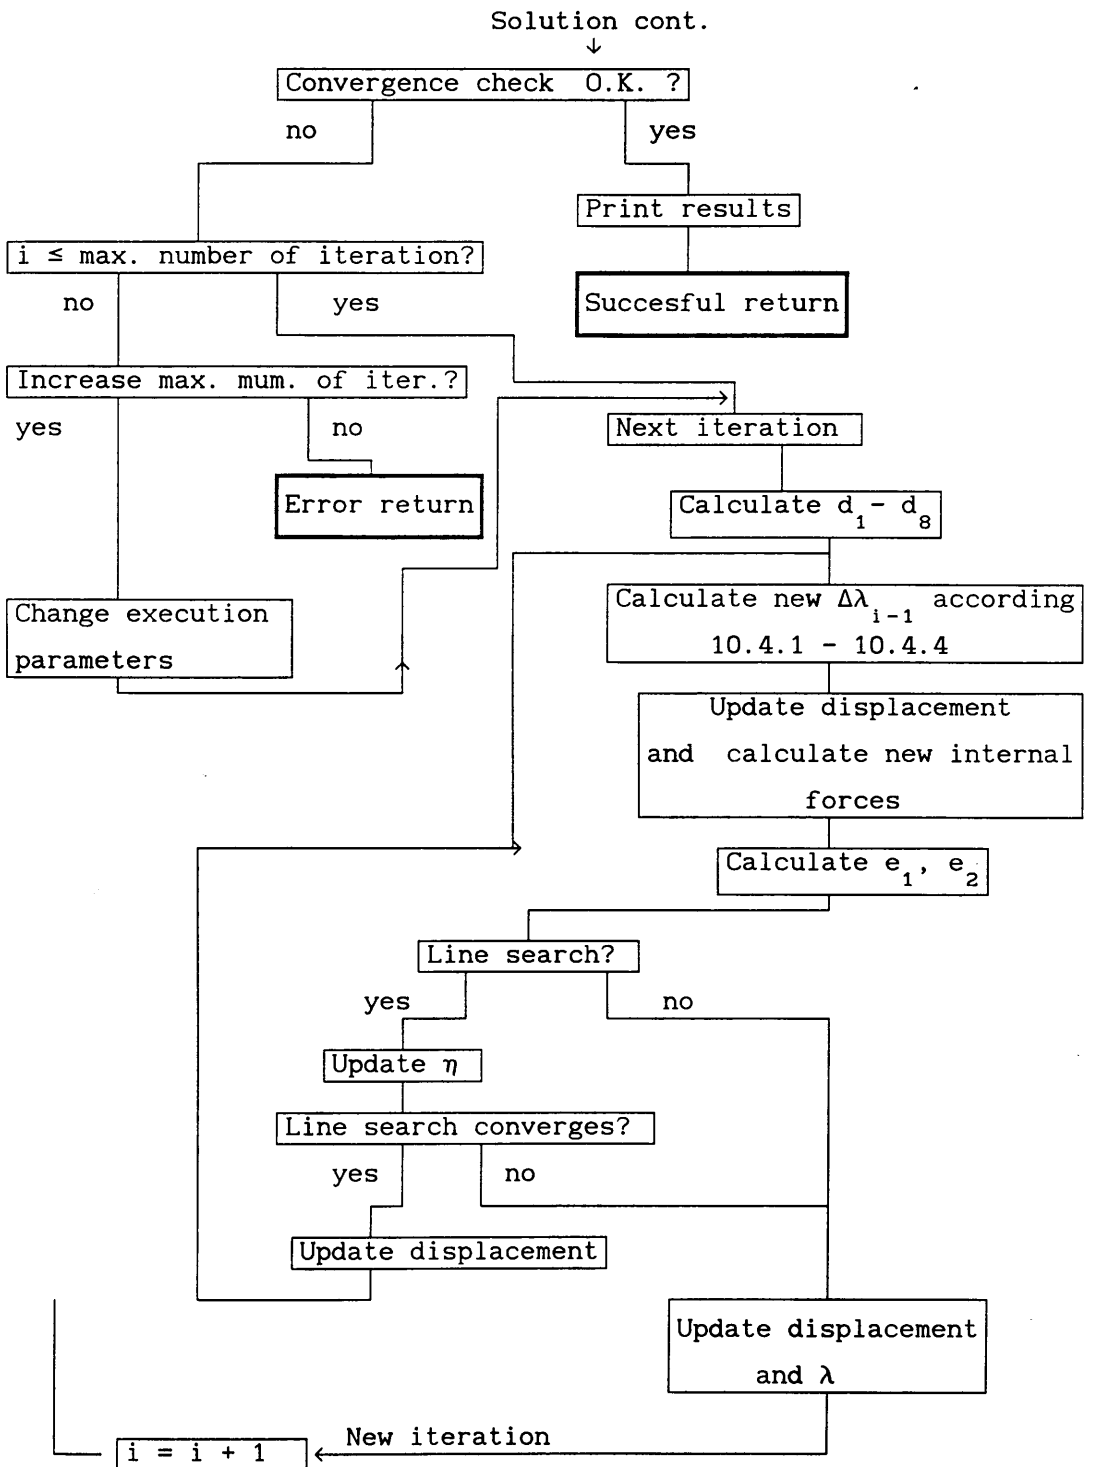 Solution cont.
↓
Convergence check O.K. ?
no
yes
Print results
i ≤ max. number of iteration?
no
yes
Succesful return
Increase max. mum. of iter.?
yes
no
Next iteration
Error return
Calculate d₁- d₈
Change execution
parameters
Calculate new Δλᵢ₋₁ according
10.4.1 - 10.4.4
Update displacement
and calculate new internal
forces
Calculate e₁, e₂
Line search?
yes
no
Update η
Line search converges?
yes
no
Update displacement
Update displacement
and λ
New iteration
i = i + 1